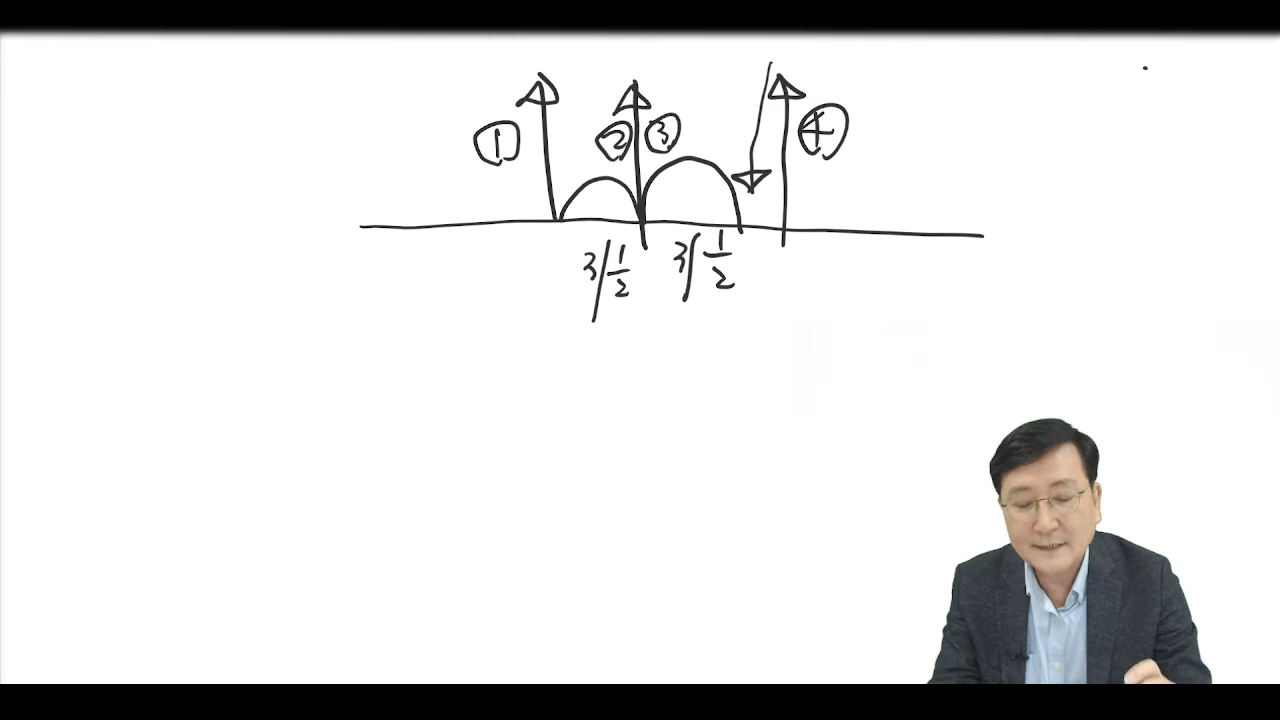 ① ② ③ ④
3/½ 3/½